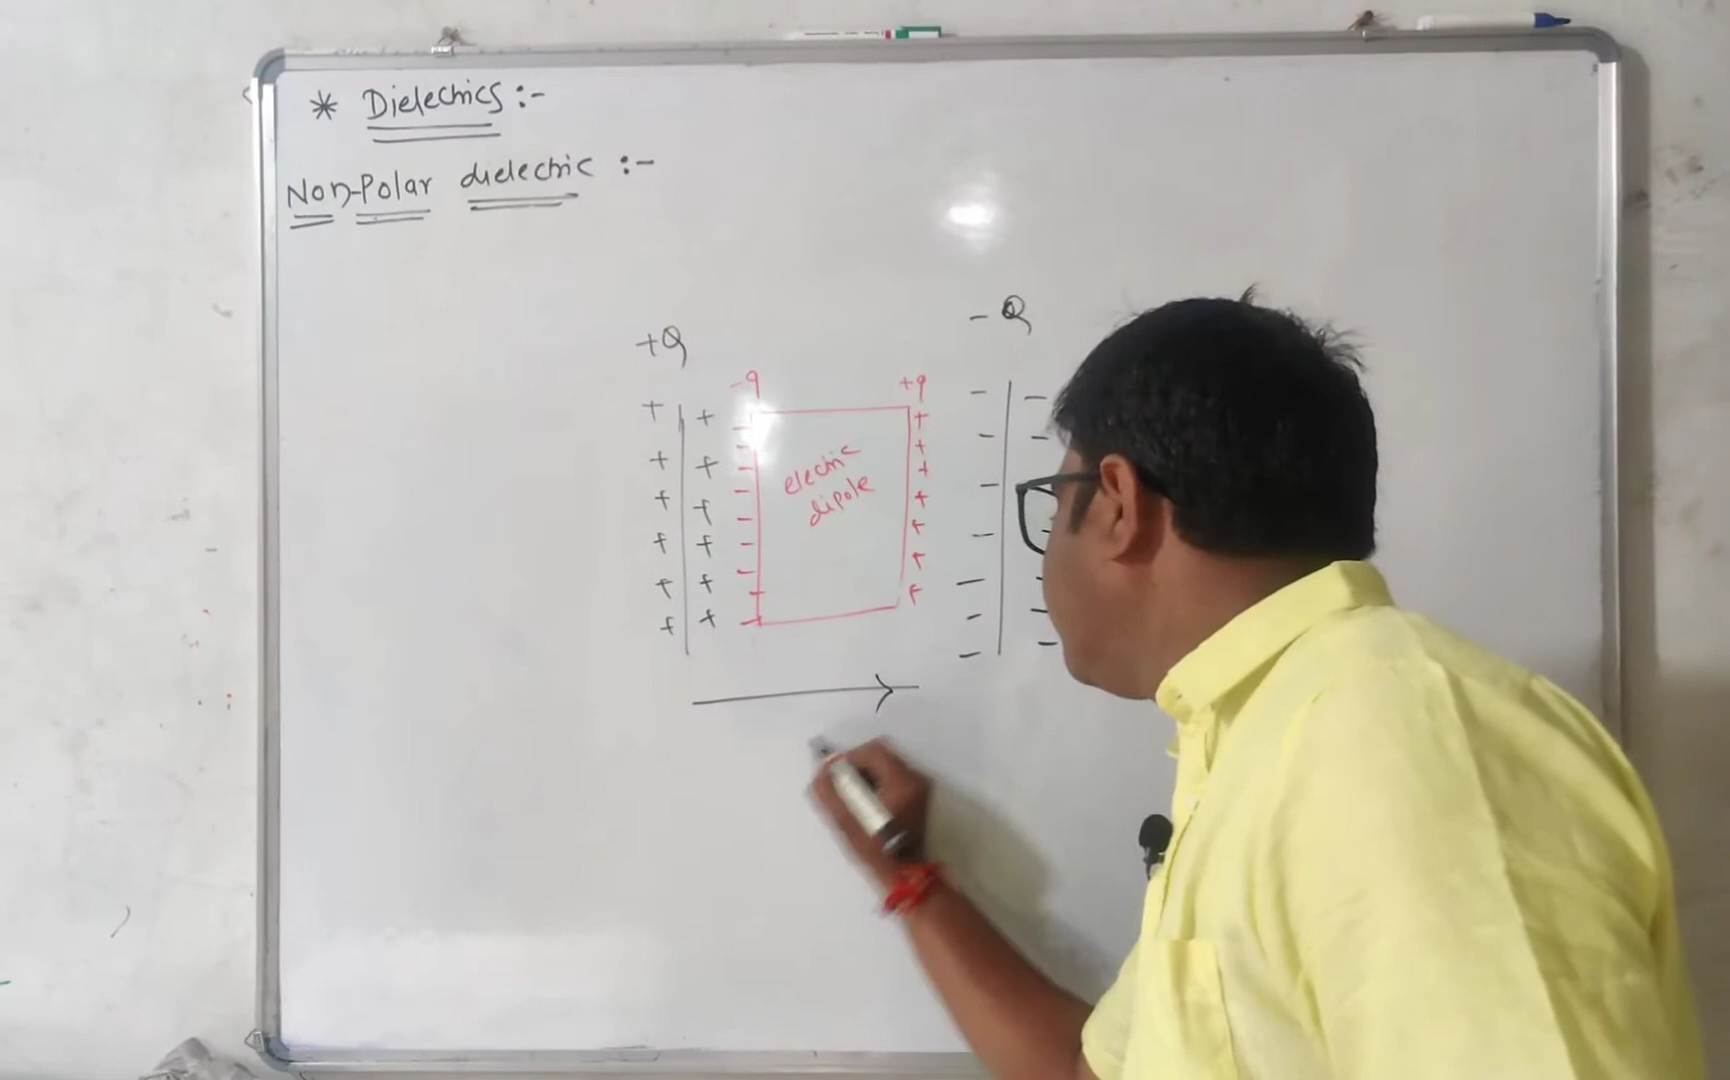 * Dielectrics :-
Non-Polar dielectric :-
+Q
- Q
-q
+q
+ + - + - -
electric
dipole